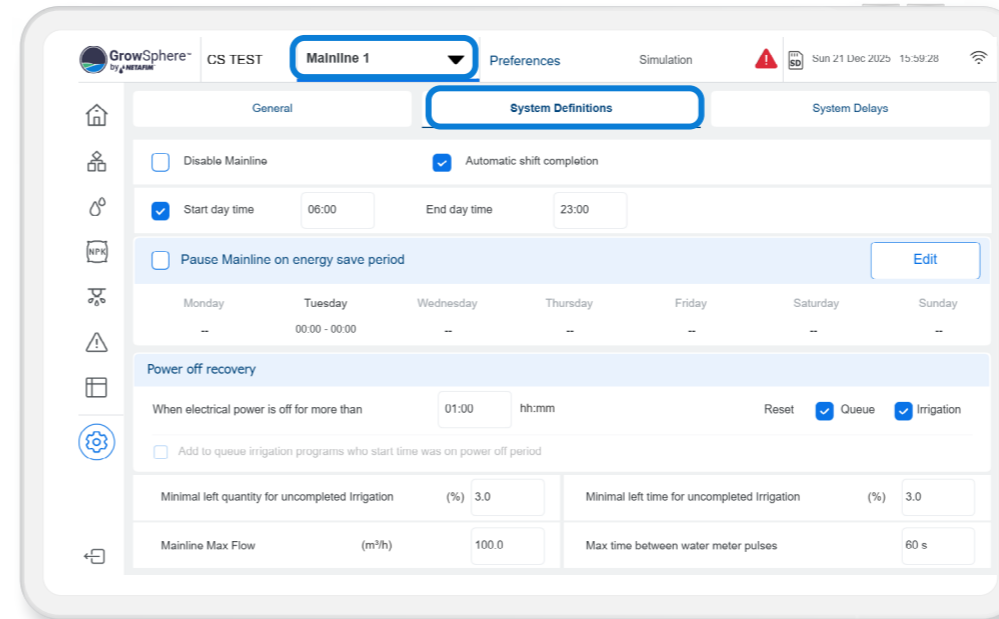 GrowSphere™ CS TEST Mainline 1 Preferences Simulation SD Sun 21 Dec 2025 15:59:28
by NETAFIM™
General System Definitions System Delays
Disable Mainline Automatic shift completion
Start day time 06:00 End day time 23:00
NPK
Pause Mainline on energy save period Edit
Monday Tuesday Wednesday Thursday Friday Saturday Sunday
-- 00:00 - 00:00 -- -- -- -- --
Power off recovery
When electrical power is off for more than 01:00 hh:mm Reset Queue Irrigation
Add to queue irrigation programs who start time was on power off period
Minimal left quantity for uncompleted Irrigation (%) 3.0 Minimal left time for uncompleted Irrigation (%) 3.0
Mainline Max Flow (m³/h) 100.0 Max time between water meter pulses 60 s